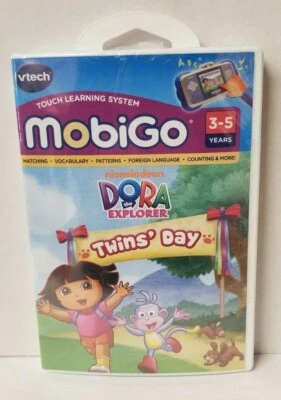 vtech
TOUCH LEARNING SYSTEM
MobiGo
3-5
YEARS
MATCHING • VOCABULARY • PATTERNS • FOREIGN LANGUAGE • COUNTING & MORE!
nickelodeon
DORA
the
EXPLORER
Twins' Day